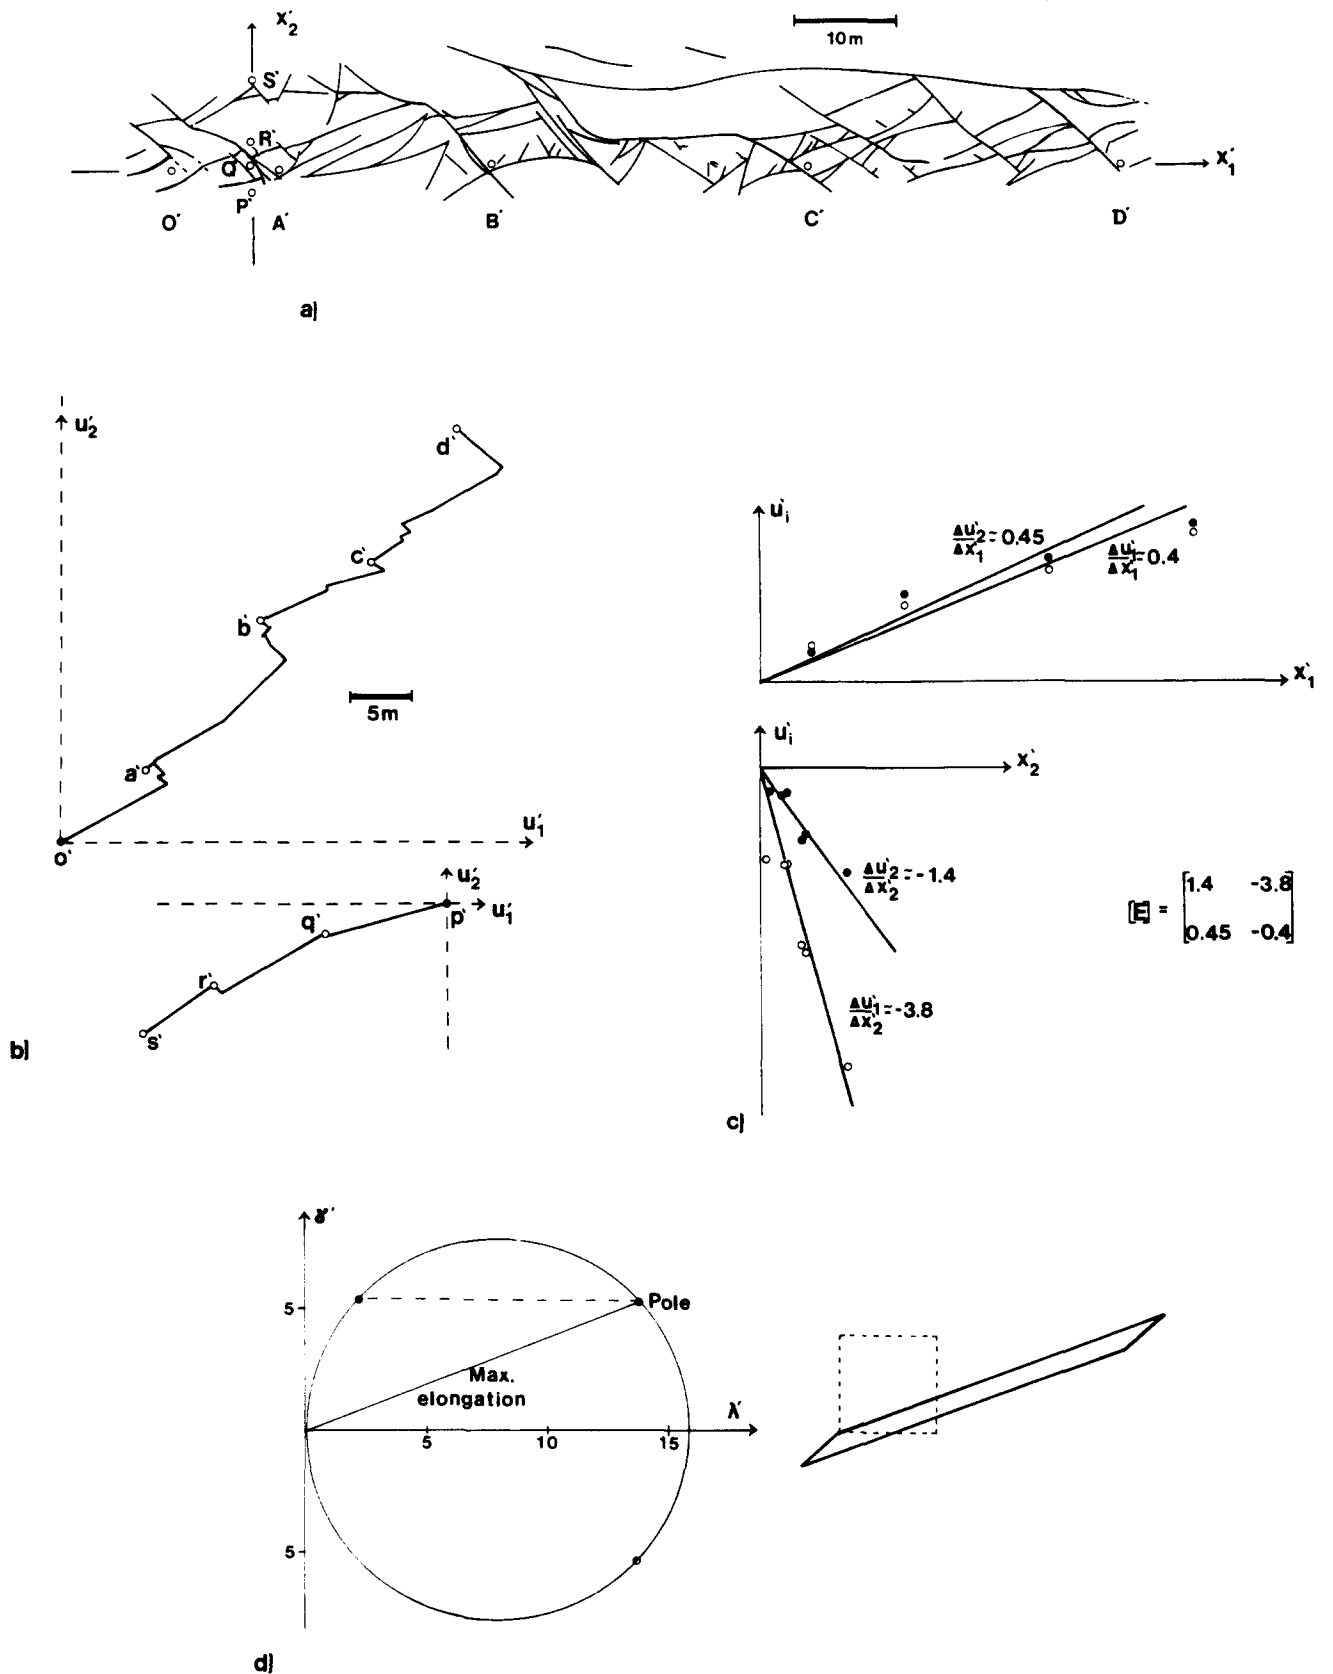 x'2
10m
S'
R'
Q'
P'
x'1
O' A' B' C' D'
a)
u'2
d'
c'
b'
5m
a'
o'
u'1
u'2
p' u'1
q'
r'
s'
b)
u'i
Δu'2/Δx'1 = 0.45
Δu'1/Δx'1 = 0.4
x'1
u'i
x'2
Δu'2/Δx'2 = -1.4
Δu'1/Δx'2 = -3.8
[E] = [1.4 -3.8
0.45 -0.4]
c)
γ'
5
Pole
Max.
elongation
λ'
5 10 15
5
d)